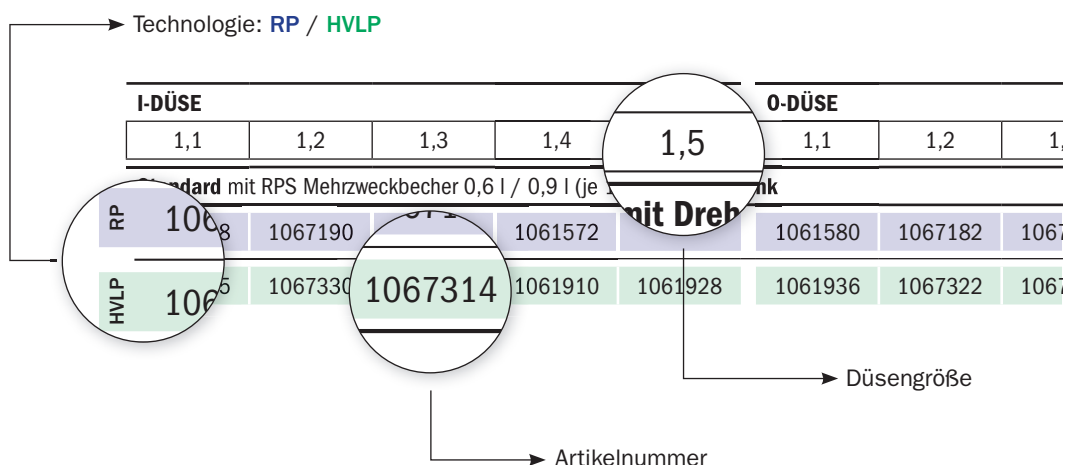 Technologie: RP / HVLP
I-DÜSE O-DÜSE
1,1 1,2 1,3 1,4 1,5 1,1 1,2
mit RPS Mehrzweckbecher 0,6 l / 0,9 l (je
mit Dreh
RP 1067190 1061572 1061580 1067182
HVLP 1067330 1067314 1061910 1061928 1061936 1067322
Düsengröße
Artikelnummer